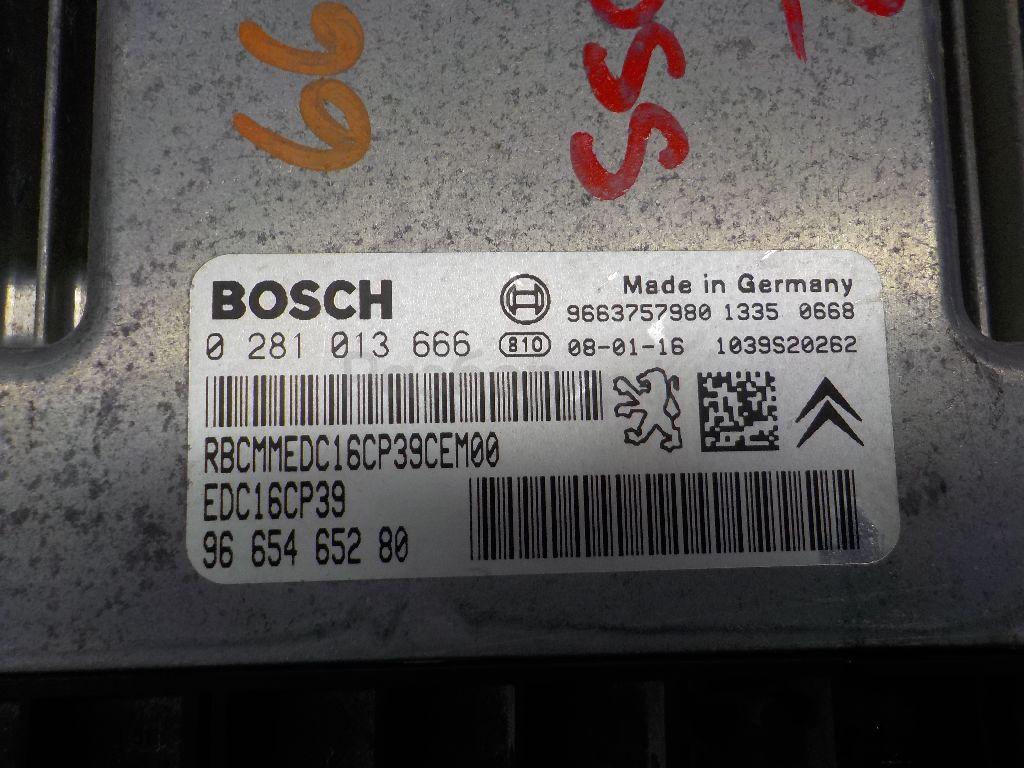 69
SS
BOSCH
Made in Germany
9663757980 1335 0668
0 281 013 666
810
08-01-16
1039S20262
RBCMMEDC16CP39CEM00
EDC16CP39
96 654 652 80